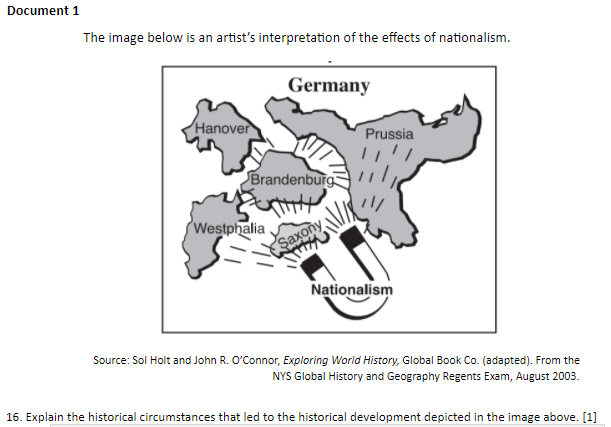 Document 1
The image below is an artist's interpretation of the effects of nationalism.
Germany
Hanover
Prussia
Brandenburg
Westphalia
Saxony
Nationalism
Source: Sol Holt and John R. O'Connor, Exploring World History, Global Book Co. (adapted). From the
NYS Global History and Geography Regents Exam, August 2003.
16. Explain the historical circumstances that led to the historical development depicted in the image above. [1]